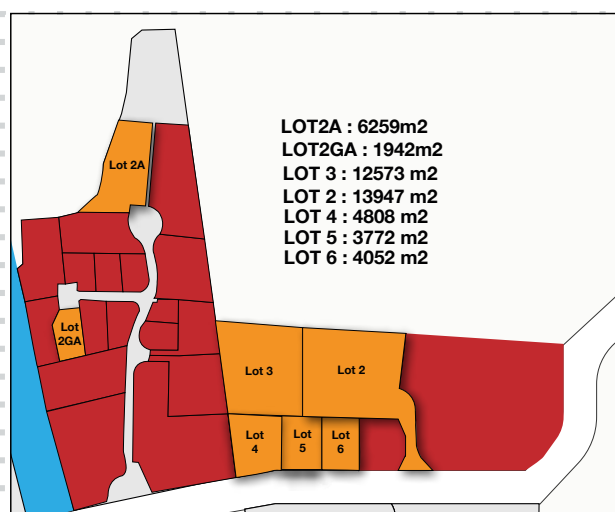 LOT2A : 6259m2
LOT2GA : 1942m2
LOT 3 : 12573 m2
LOT 2 : 13947 m2
LOT 4 : 4808 m2
LOT 5 : 3772 m2
LOT 6 : 4052 m2
Lot 2A
Lot
2GA
Lot 3
Lot 2
Lot
4
Lot
5
Lot
6